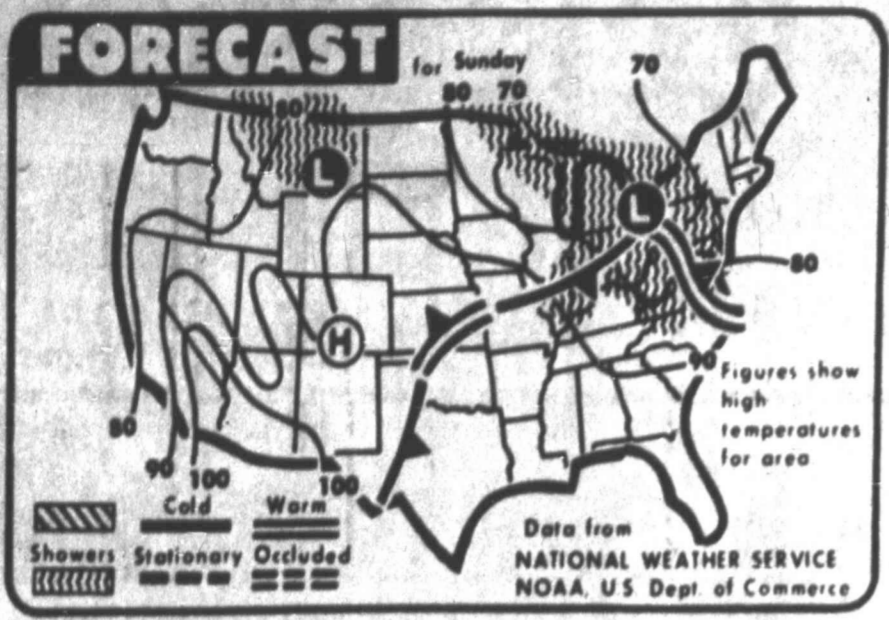 FORECAST
for Sunday
80
80
70
70
L
L
80
H
90
Figures show
high
temperatures
for area
80
90
100
100
Cold
Warm
Showers
Stationary
Occluded
Data from
NATIONAL WEATHER SERVICE
NOAA, U.S. Dept. of Commerce